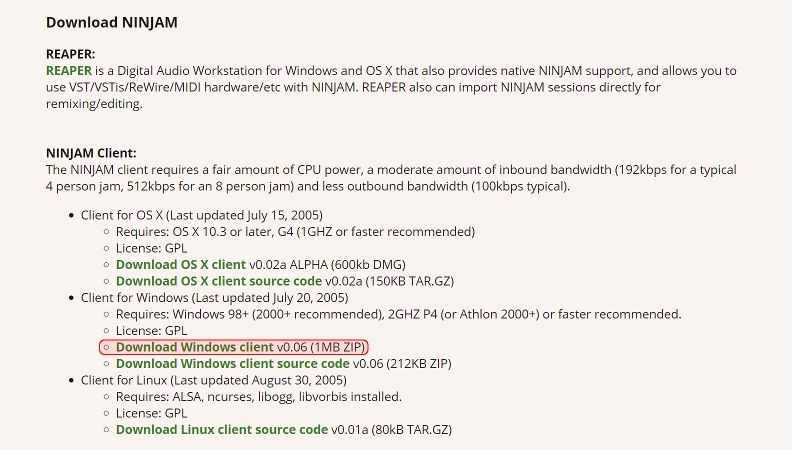 Download NINJAM
REAPER:
REAPER is a Digital Audio Workstation for Windows and OS X that also provides native NINJAM support, and allows you to
use VST/VSTis/ReWire/MIDI hardware/etc with NINJAM. REAPER also can import NINJAM sessions directly for
remixing/editing.
NINJAM Client:
The NINJAM client requires a fair amount of CPU power, a moderate amount of inbound bandwidth (192kbps for a typical
4 person jam, 512kbps for an 8 person jam) and less outbound bandwidth (100kbps typical).
Client for OS X (Last updated July 15, 2005)
Requires: OS X 10.3 or later, G4 (1GHZ or faster recommended)
License: GPL
Download OS X client v0.02a ALPHA (600kb DMG)
Download OS X client source code v0.02a (150KB TAR.GZ)
Client for Windows (Last updated July 20, 2005)
Requires: Windows 98+ (2000+ recommended), 2GHZ P4 (or Athlon 2000+) or faster recommended.
License: GPL
Download Windows client v0.06 (1MB ZIP)
Download Windows client source code v0.06 (212KB ZIP)
Client for Linux (Last updated August 30, 2005)
Requires: ALSA, ncurses, libogg, libvorbis installed.
License: GPL
Download Linux client source code v0.01a (80kB TAR.GZ)